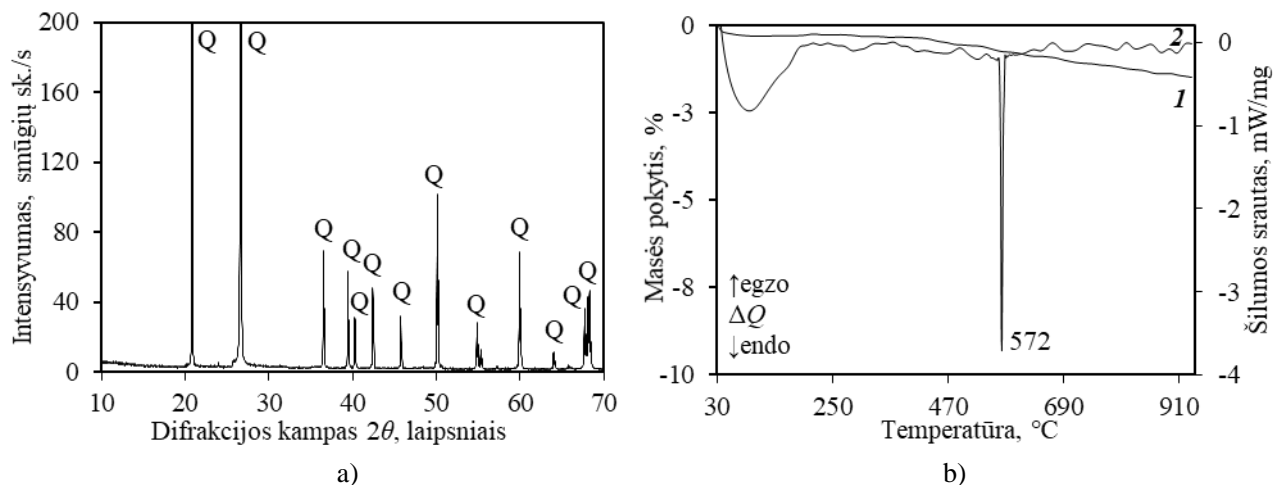 200
160
120
80
40
0
Intensyvumas, smūgių sk./s
Q
Q
Q
Q
Q
Q
Q
Q
Q
Q
Q
Q
Q
10
20
30
40
50
60
70
Difrakcijos kampas 2θ, laipsniais
a)
0
-3
-5
-8
-10
Masės pokytis, %
2
1
↑egzo
ΔQ
↓endo
572
0
-1
-2
-3
-4
Šilumos srautas, mW/mg
30
250
470
690
910
Temperatūra, °C
b)